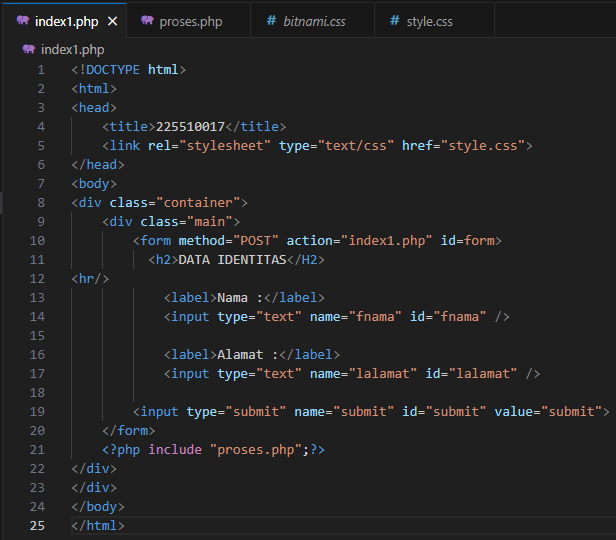 index1.php × proses.php # bitnami.css # style.css
index1.php
1 <!DOCTYPE html>
2 <html>
3 <head>
4 <title>225510017</title>
5 <link rel="stylesheet" type="text/css" href="style.css">
6 </head>
7 <body>
8 <div class="container">
9 <div class="main">
10 <form method="POST" action="index1.php" id=form>
11 <h2>DATA IDENTITAS</H2>
12 <hr/>
13 <label>Nama :</label>
14 <input type="text" name="fnama" id="fnama" />
15
16 <label>Alamat :</label>
17 <input type="text" name="lalamat" id="lalamat" />
18
19 <input type="submit" name="submit" id="submit" value="submit">
20 </form>
21 <?php include "proses.php";?>
22 </div>
23 </div>
24 </body>
25 </html>